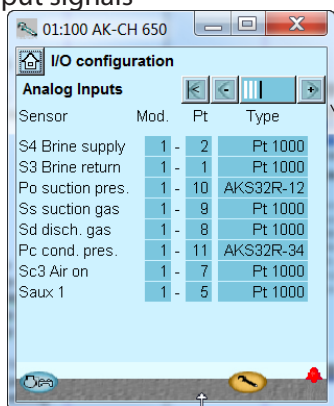 put signals
01:100 AK-CH 650
I/O configuration
Analog Inputs
Sensor Mod. Pt Type
S4 Brine supply 1 - 2 Pt 1000
S3 Brine return 1 - 1 Pt 1000
Po suction pres. 1 - 10 AKS32R-12
Ss suction gas 1 - 9 Pt 1000
Sd disch. gas 1 - 8 Pt 1000
Pc cond. pres. 1 - 11 AKS32R-34
Sc3 Air on 1 - 7 Pt 1000
Saux 1 1 - 5 Pt 1000